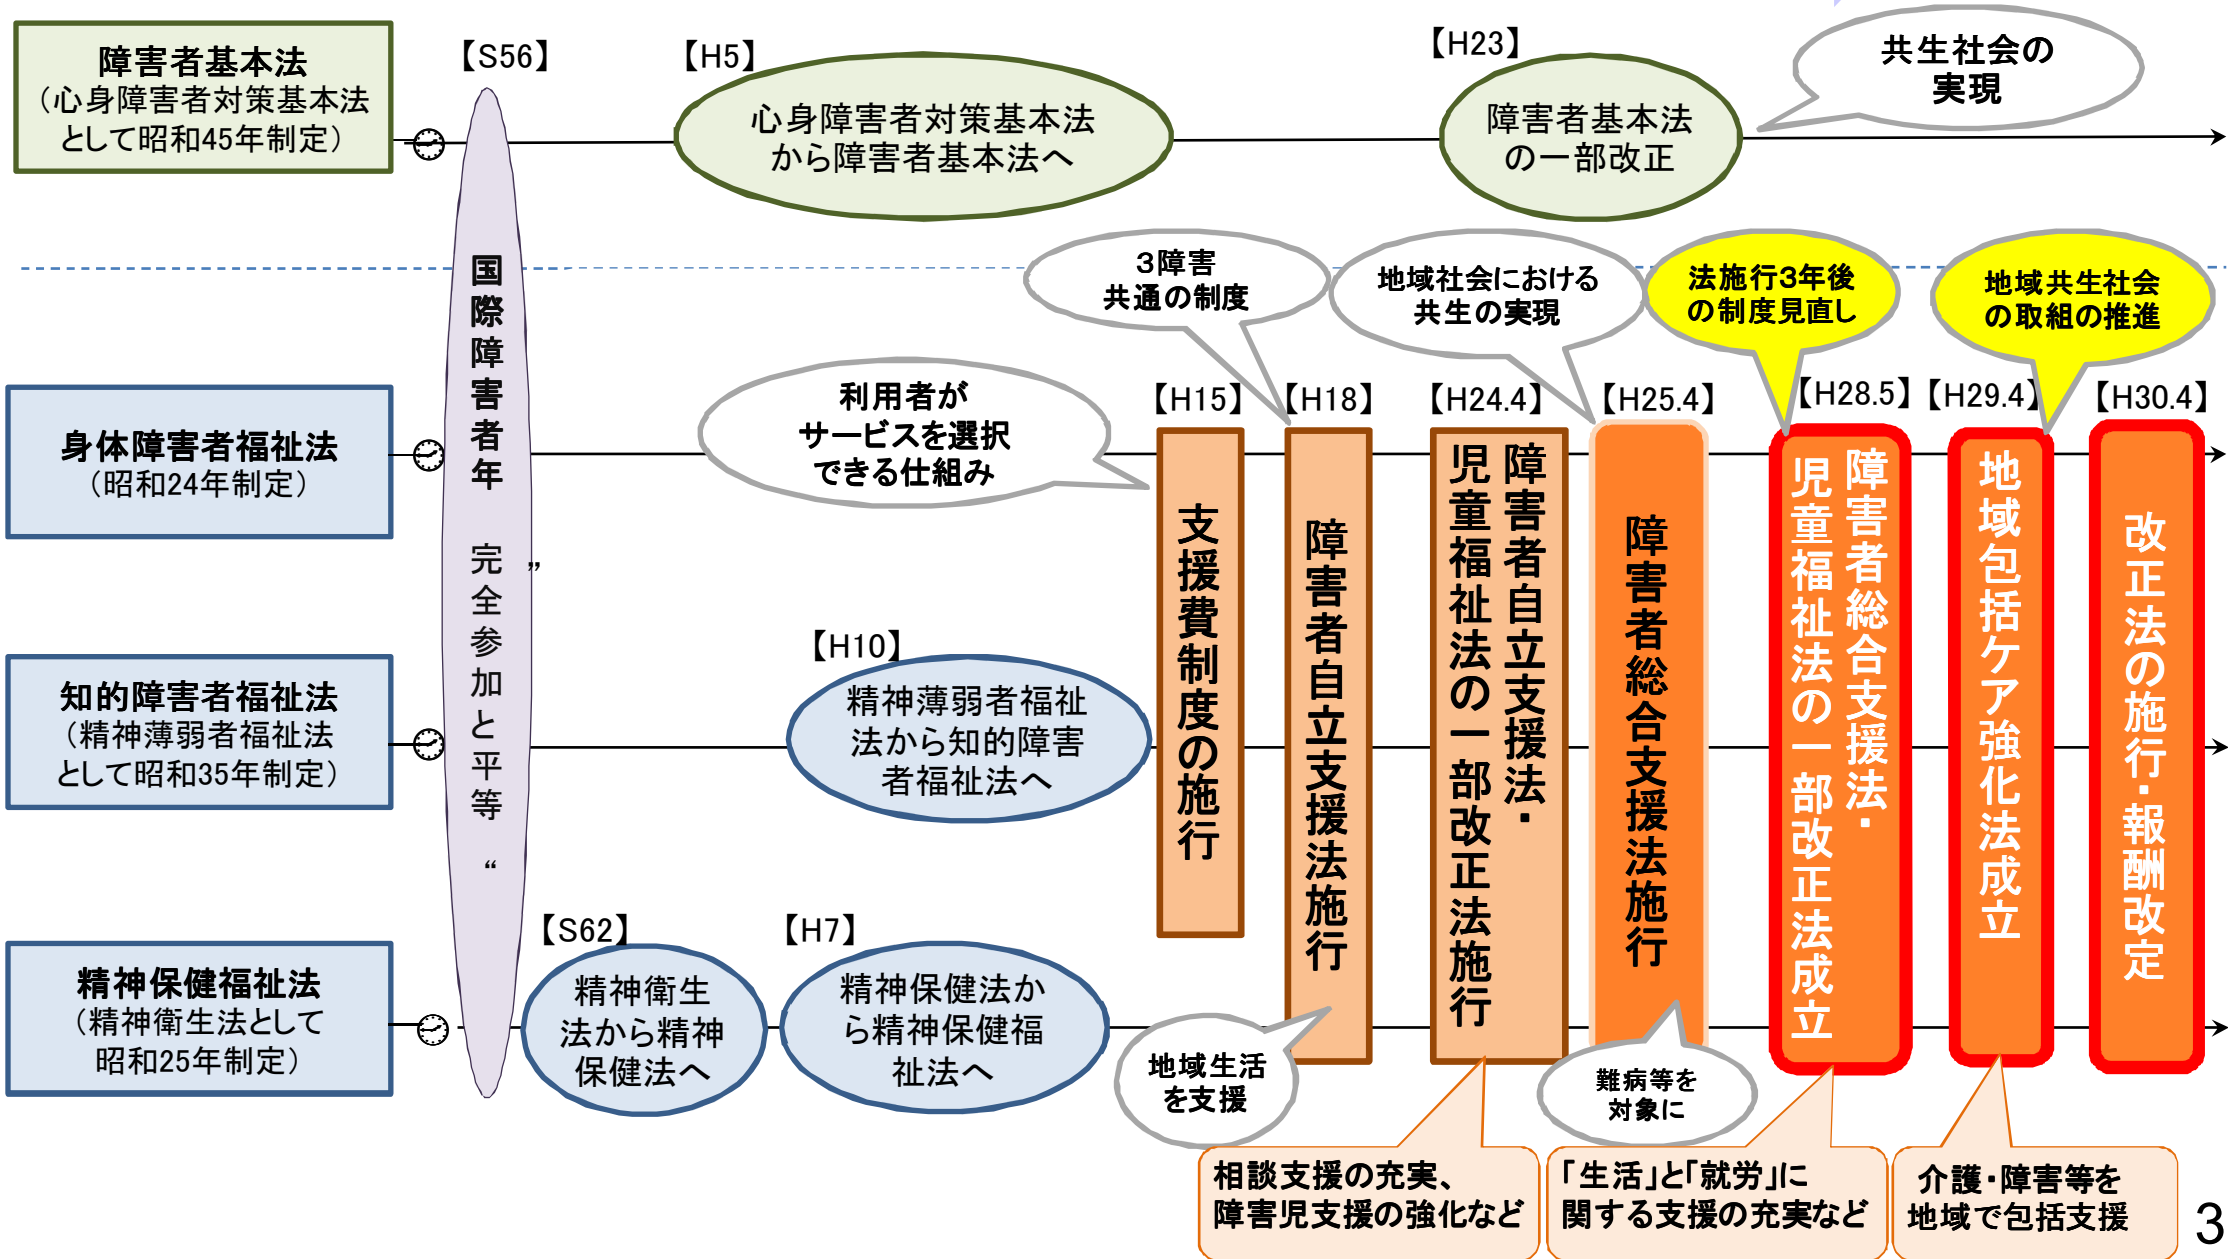 障害者基本法
（心身障害者対策基本法
として昭和45年制定）
【S56】
【H5】
心身障害者対策基本法
から障害者基本法へ
【H23】
障害者基本法
の一部改正
共生社会の
実現
国際障害者年　完全参加と平等
”
“
3障害
共通の制度
地域社会における
共生の実現
法施行3年後
の制度見直し
地域共生社会
の取組の推進
身体障害者福祉法
（昭和24年制定）
利用者が
サービスを選択
できる仕組み
【H15】
支援費制度の施行
【H18】
障害者自立支援法施行
【H24.4】
障害者自立支援法・
児童福祉法の一部改正法施行
【H25.4】
障害者総合支援法施行
【H28.5】
障害者総合支援法・
児童福祉法の一部改正法成立
【H29.4】
地域包括ケア強化法成立
【H30.4】
改正法の施行・報酬改定
知的障害者福祉法
（精神薄弱者福祉法
として昭和35年制定）
【H10】
精神薄弱者福祉
法から知的障害
者福祉法へ
精神保健福祉法
（精神衛生法として
昭和25年制定）
【S62】
精神衛生
法から精神
保健法へ
【H7】
精神保健法か
ら精神保健福
祉法へ
地域生活
を支援
難病等を
対象に
相談支援の充実、
障害児支援の強化など
「生活」と「就労」に
関する支援の充実など
介護・障害等を
地域で包括支援
3